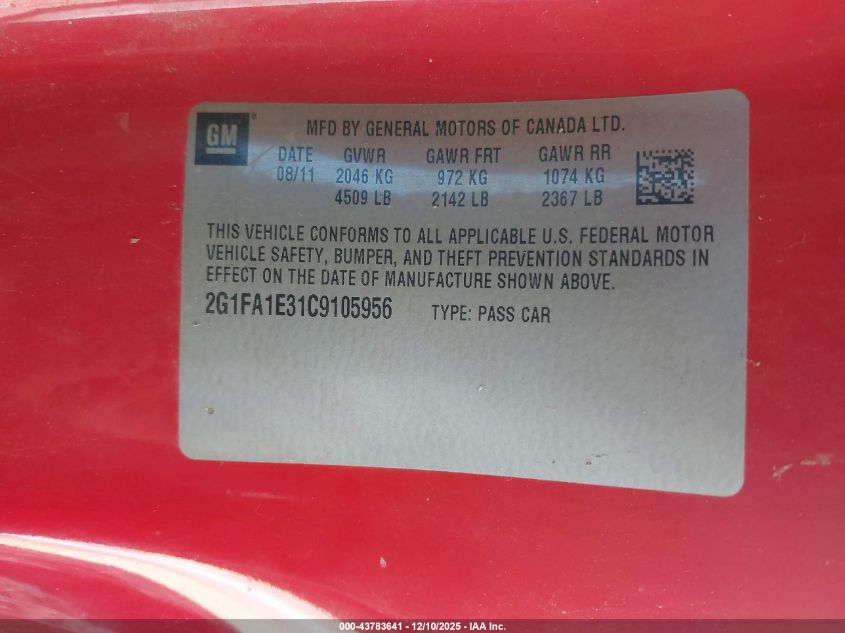 GM
MFD BY GENERAL MOTORS OF CANADA LTD.
DATE GVWR GAWR FRT GAWR RR
08/11 2046 KG 972 KG 1074 KG
4509 LB 2142 LB 2367 LB
THIS VEHICLE CONFORMS TO ALL APPLICABLE U.S. FEDERAL MOTOR
VEHICLE SAFETY, BUMPER, AND THEFT PREVENTION STANDARDS IN
EFFECT ON THE DATE OF MANUFACTURE SHOWN ABOVE.
2G1FA1E31C9105956 TYPE: PASS CAR
000-43783641 - 12/10/2025 - IAA Inc.